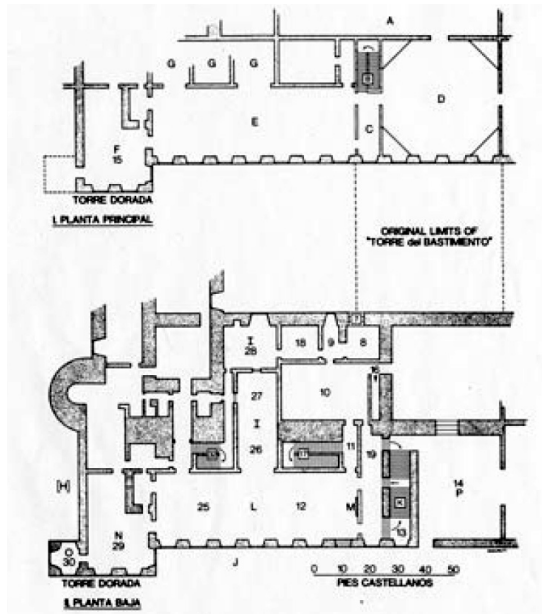 A
G G G
K
D
E
C
F
15
TORRE DORADA
I. PLANTA PRINCIPAL
ORIGINAL LIMITS OF
"TORRE del BASTIMIENTO"
7
I
28
18
9
8
16
27
10
I
26
17
11
19
14
P
[H]
25
L
12
M
K
N
29
13
O
30
J
TORRE DORADA
0 10 20 30 40 50
PIES CASTELLANOS
II. PLANTA BAJA